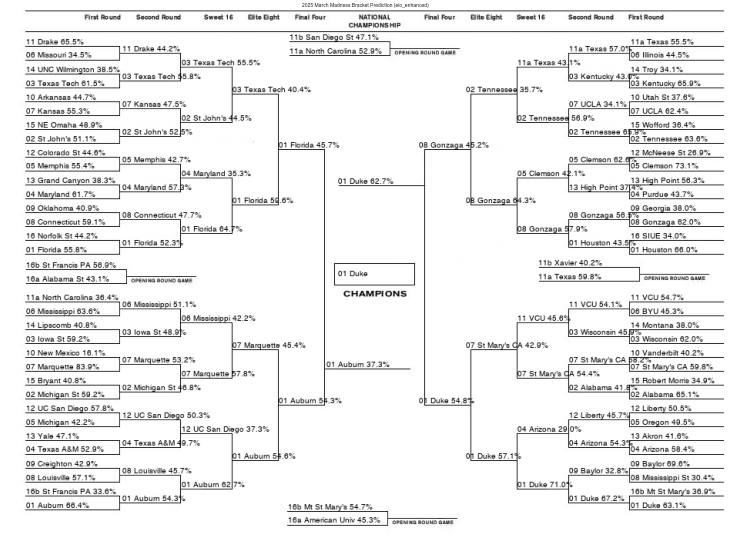 2025 March Madness Bracket Prediction (elo_enhanced)
First Round Second Round Sweet 16 Elite Eight Final Four NATIONAL CHAMPIONSHIP Final Four Elite Eight Sweet 16 Second Round First Round
11b San Diego St 47.1%
11a North Carolina 52.9%
OPENING ROUND GAME
11 Drake 65.5%
06 Missouri 34.5%
14 UNC Wilmington 38.5%
03 Texas Tech 61.5%
10 Arkansas 44.7%
07 Kansas 55.3%
15 NE Omaha 48.9%
02 St John's 51.1%
12 Colorado St 44.6%
05 Memphis 55.4%
13 Grand Canyon 38.3%
04 Maryland 61.7%
09 Oklahoma 40.9%
08 Connecticut 59.1%
16 Norfolk St 44.2%
01 Florida 55.8%
11 Drake 44.2%
03 Texas Tech 55.8%
07 Kansas 47.5%
02 St John's 52.5%
05 Memphis 42.7%
04 Maryland 57.3%
08 Connecticut 47.7%
01 Florida 52.3%
03 Texas Tech 55.5%
02 St John's 44.5%
04 Maryland 35.3%
01 Florida 64.7%
03 Texas Tech 40.4%
01 Florida 59.6%
01 Florida 45.7%
16b St Francis PA 56.9%
16a Alabama St 43.1%
OPENING ROUND GAME
11a North Carolina 36.4%
06 Mississippi 63.6%
14 Lipscomb 40.8%
03 Iowa St 59.2%
10 New Mexico 16.1%
07 Marquette 83.9%
15 Bryant 40.8%
02 Michigan St 59.2%
12 UC San Diego 57.8%
05 Michigan 42.2%
13 Yale 47.1%
04 Texas A&M 52.9%
09 Creighton 42.9%
08 Louisville 57.1%
16b St Francis PA 33.6%
01 Auburn 66.4%
06 Mississippi 51.1%
03 Iowa St 48.9%
07 Marquette 53.2%
02 Michigan St 46.8%
12 UC San Diego 50.3%
04 Texas A&M 49.7%
08 Louisville 45.7%
01 Auburn 54.3%
06 Mississippi 42.2%
07 Marquette 57.8%
12 UC San Diego 37.3%
01 Auburn 62.7%
07 Marquette 45.4%
01 Auburn 54.6%
01 Auburn 54.3%
01 Duke 62.7%
01 Duke
CHAMPIONS
01 Auburn 37.3%
08 Gonzaga 45.2%
02 Tennessee 35.7%
08 Gonzaga 64.3%
11a Texas 43.1%
02 Tennessee 56.9%
05 Clemson 42.1%
08 Gonzaga 57.9%
11a Texas 57.0%
03 Kentucky 43.0%
07 UCLA 34.1%
02 Tennessee 65.9%
05 Clemson 62.6%
13 High Point 37.4%
08 Gonzaga 56.5%
01 Houston 43.5%
11a Texas 55.5%
06 Illinois 44.5%
14 Troy 34.1%
03 Kentucky 65.9%
10 Utah St 37.6%
07 UCLA 62.4%
15 Wofford 36.4%
02 Tennessee 63.6%
12 McNeese St 26.9%
05 Clemson 73.1%
13 High Point 56.3%
04 Purdue 43.7%
09 Georgia 38.0%
08 Gonzaga 62.0%
16 SIUE 34.0%
01 Houston 66.0%
11b Xavier 40.2%
11a Texas 59.8%
OPENING ROUND GAME
01 Duke 54.8%
07 St Mary's CA 42.9%
01 Duke 57.1%
11 VCU 45.6%
07 St Mary's CA 54.4%
04 Arizona 29.0%
01 Duke 71.0%
11 VCU 54.1%
03 Wisconsin 45.9%
07 St Mary's CA 58.2%
02 Alabama 41.8%
12 Liberty 45.7%
04 Arizona 54.3%
09 Baylor 32.8%
01 Duke 67.2%
11 VCU 54.7%
06 BYU 45.3%
14 Montana 38.0%
03 Wisconsin 62.0%
10 Vanderbilt 40.2%
07 St Mary's CA 59.8%
15 Robert Morris 34.9%
02 Alabama 65.1%
12 Liberty 50.5%
05 Oregon 49.5%
13 Akron 41.6%
04 Arizona 58.4%
09 Baylor 69.6%
08 Mississippi St 30.4%
16b Mt St Mary's 36.9%
01 Duke 63.1%
16b Mt St Mary's 54.7%
16a American Univ 45.3%
OPENING ROUND GAME